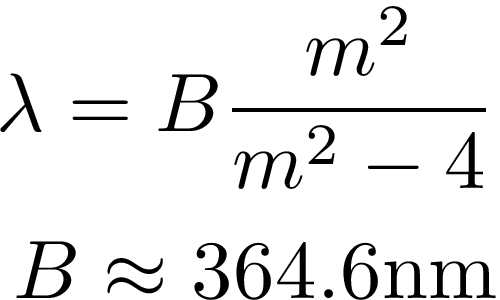 λ = B m² / m² − 4
B ≈ 364.6nm